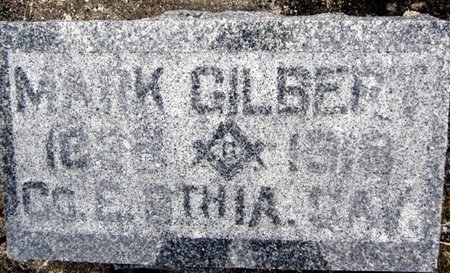 MARK GILBERT
CO. E. 9TH IA. CAV.